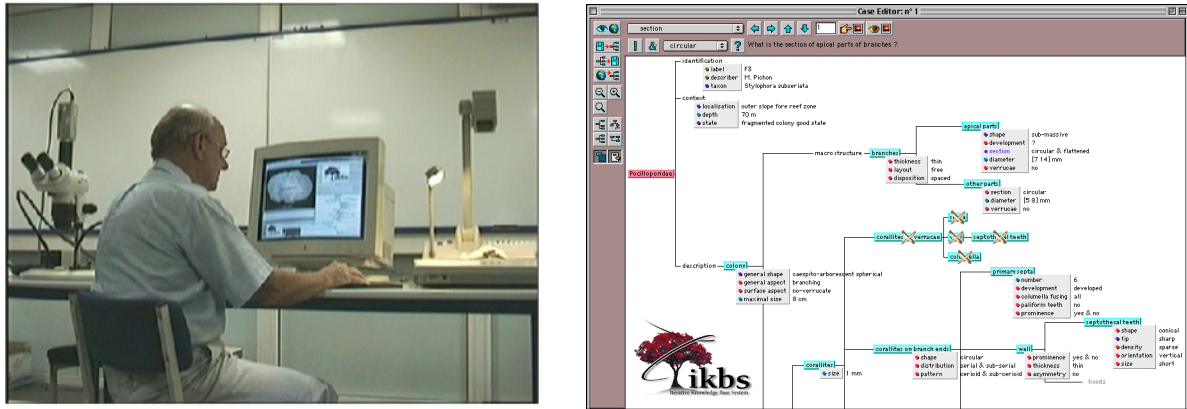 Case Editor: n° 1
section
1
&
circular
?
What is the section of apical parts of branches ?
identification
label F3
describer M. Pichon
taxon Stylophora subseriata
context
localisation outer slope fore reef zone
depth 70 m
state fragmented colony good state
Pocilloporidae
macro structure
branches
thickness thin
layout free
disposition spaced
apical parts
shape sub-massive
development ?
section circular & flattened
diameter [7 14] mm
verrucae no
other parts
section circular
diameter [5 8] mm
verrucae no
septothecal teeth
columella
description
colony
general shape caespito-arborescent spherical
general aspect branching
surface aspect no-verrucate
maximal size 8 cm
primary septa
number 6
development developed
columella fusing all
paliform teeth no
prominence yes & no
septothecal teeth
shape conical
tip sharp
density sparse
orientation vertical
size short
corallites on branch ends
shape circular
distribution serial & sub-serial
pattern cerioid & sub-cerioid
wall
prominence yes & no
thickness thin
asymmetry no
hoods
corallites
size 1 mm
ikbs
Iterative Knowledge Base System